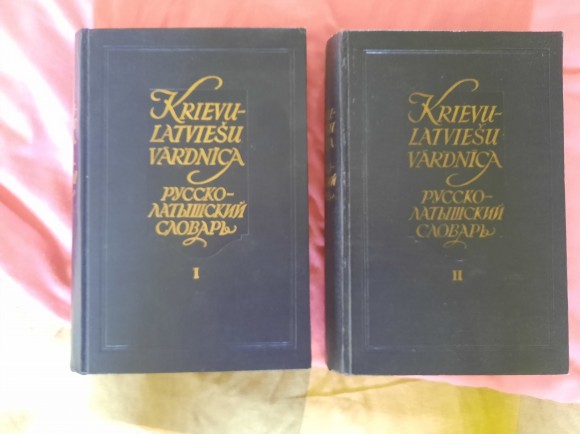 KRIEVU-
LATVIEŠU
VĀRDNĪCA
РУССКО-
ЛАТЫШСКИЙ
СЛОВАРЬ
I
KRIEVU-
LATVIEŠU
VĀRDNĪCA
РУССКО-
ЛАТЫШСКИЙ
СЛОВАРЬ
II